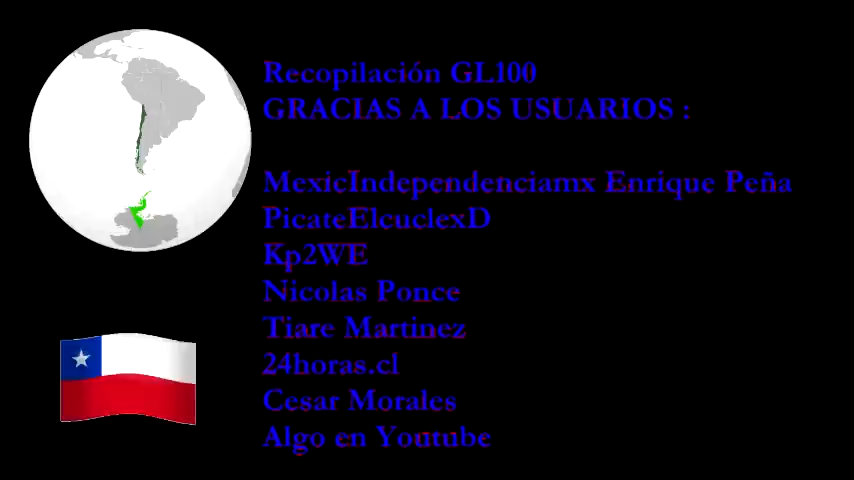 Recopilación GL100
GRACIAS A LOS USUARIOS :
MexicIndependenciamx Enrique Peña
PicateElcuclexD
Kp2WE
Nicolas Ponce
Tiare Martinez
24horas.cl
Cesar Morales
Algo en Youtube